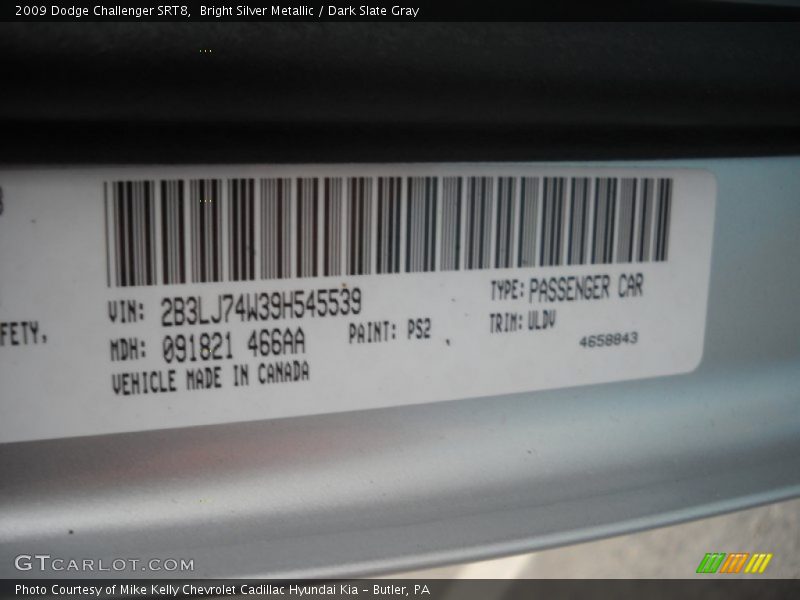 2009 Dodge Challenger SRT8,  Bright Silver Metallic / Dark Slate Gray
FETY,
VIN: 2B3LJ74W39H545539
TYPE: PASSENGER CAR
MDH: 091821 466AA
PAINT: PS2
TRIM: ULDV
VEHICLE MADE IN CANADA
4658843
GTCARLOT.COM
Photo Courtesy of Mike Kelly Chevrolet Cadillac Hyundai Kia – Butler, PA